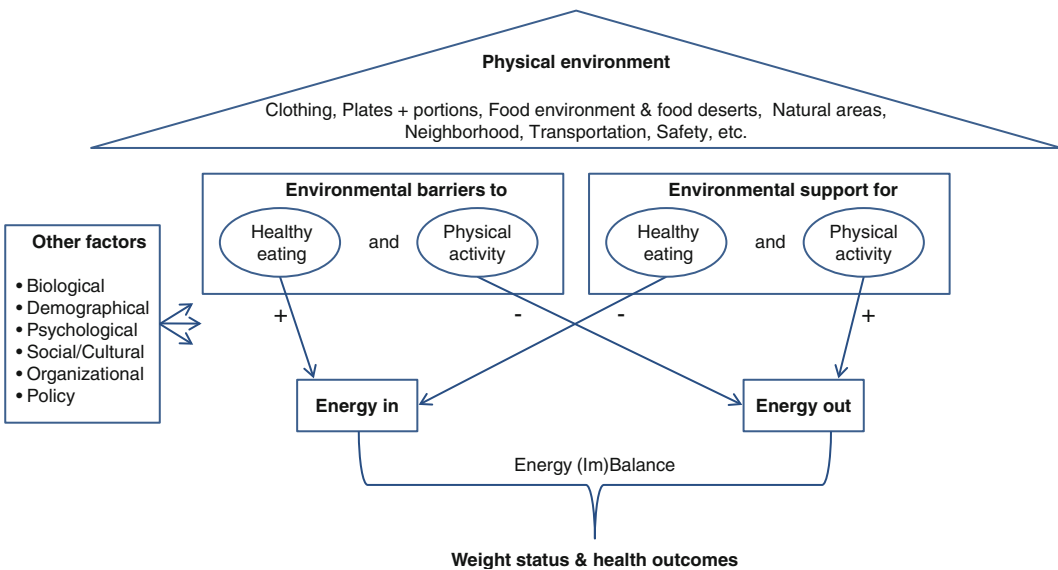 Physical environment
Clothing, Plates + portions, Food environment & food deserts, Natural areas,
Neighborhood, Transportation, Safety, etc.
Environmental barriers to
Healthy
eating
and
Physical
activity
Environmental support for
Healthy
eating
and
Physical
activity
Other factors
• Biological
• Demographical
• Psychological
• Social/Cultural
• Organizational
• Policy
+
-
-
+
Energy in
Energy out
Energy (Im)Balance
Weight status & health outcomes